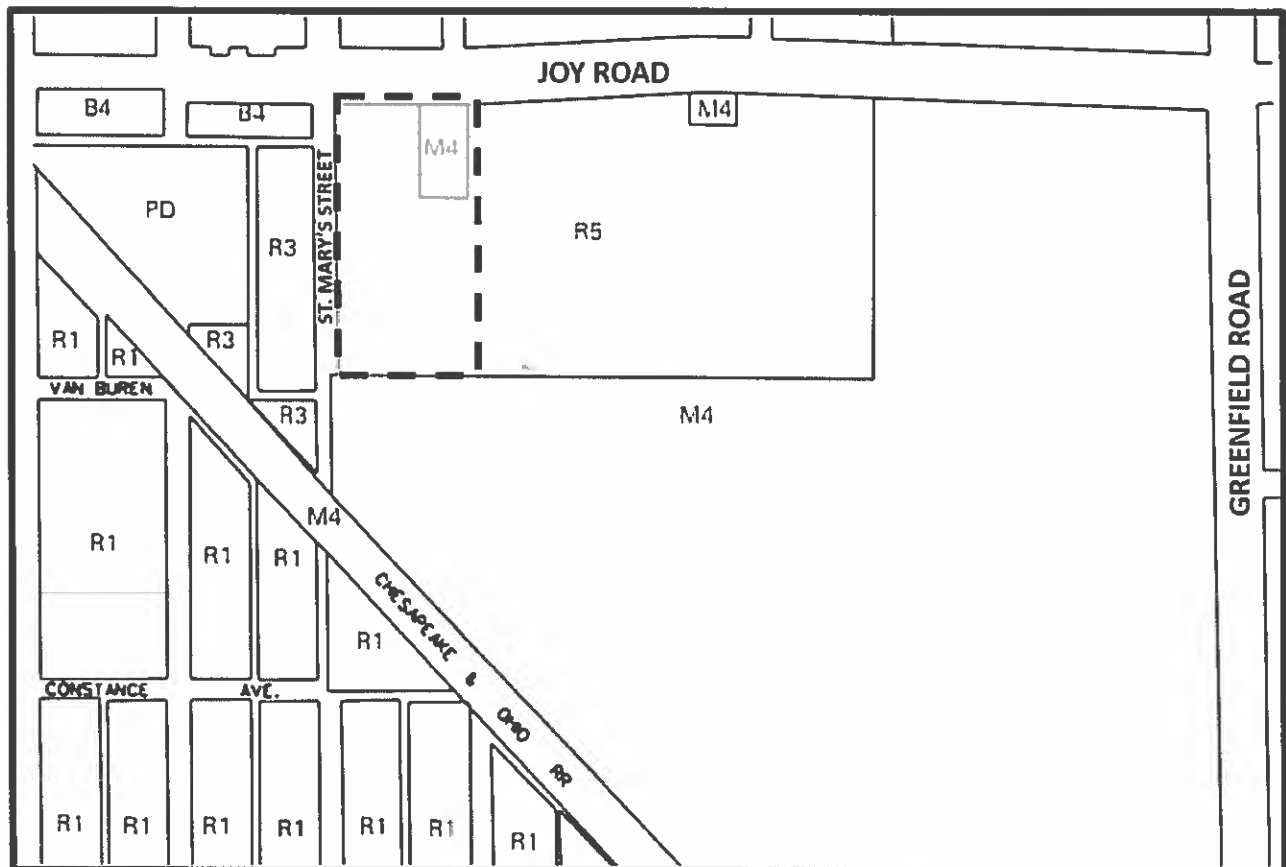 JOY ROAD
B4
B4
M4
M4
PD
R3
ST. MARY'S STREET
R5
R1
R1
R3
VAN BUREN
R3
M4
GREENFIELD ROAD
R1
R1
R1
M4
CHESAPEAKE & OHIO RR
R1
CONSTANCE AVE.
R1
R1
R1
R1
R1
R1
R1